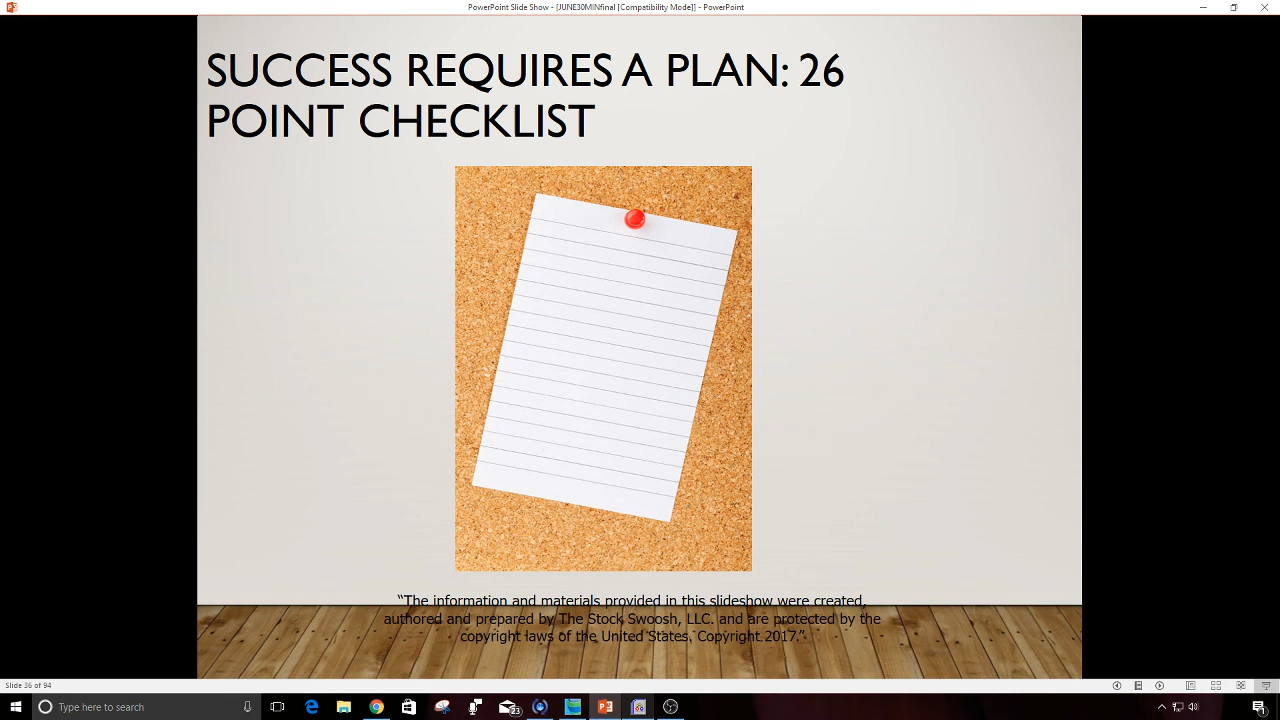 PowerPoint Slide Show - [JUNE30MINfinal [Compatibility Mode]] - PowerPoint
SUCCESS REQUIRES A PLAN: 26
POINT CHECKLIST
“The information and materials provided in this slideshow were created,
authored and prepared by The Stock Swoosh, LLC. and are protected by the
copyright laws of the United States. Copyright 2017.”
Slide 36 of 94
Type here to search
23
1